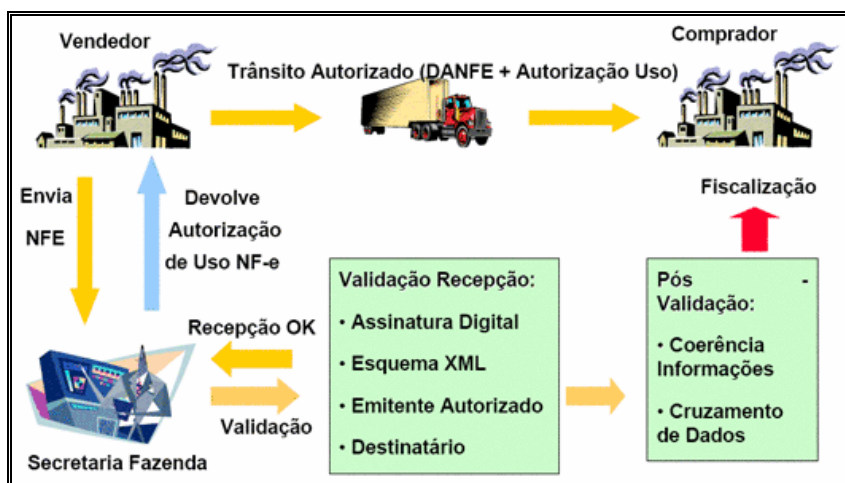 Vendedor
Comprador
Trânsito Autorizado (DANFE + Autorização Uso)
Envia
NFE
Devolve
Autorização
de Uso NF-e
Fiscalização
Recepção OK
Validação
Secretaria Fazenda
Validação Recepção:
• Assinatura Digital
• Esquema XML
• Emitente Autorizado
• Destinatário
Pós -
Validação:
• Coerência
Informações
• Cruzamento
de Dados